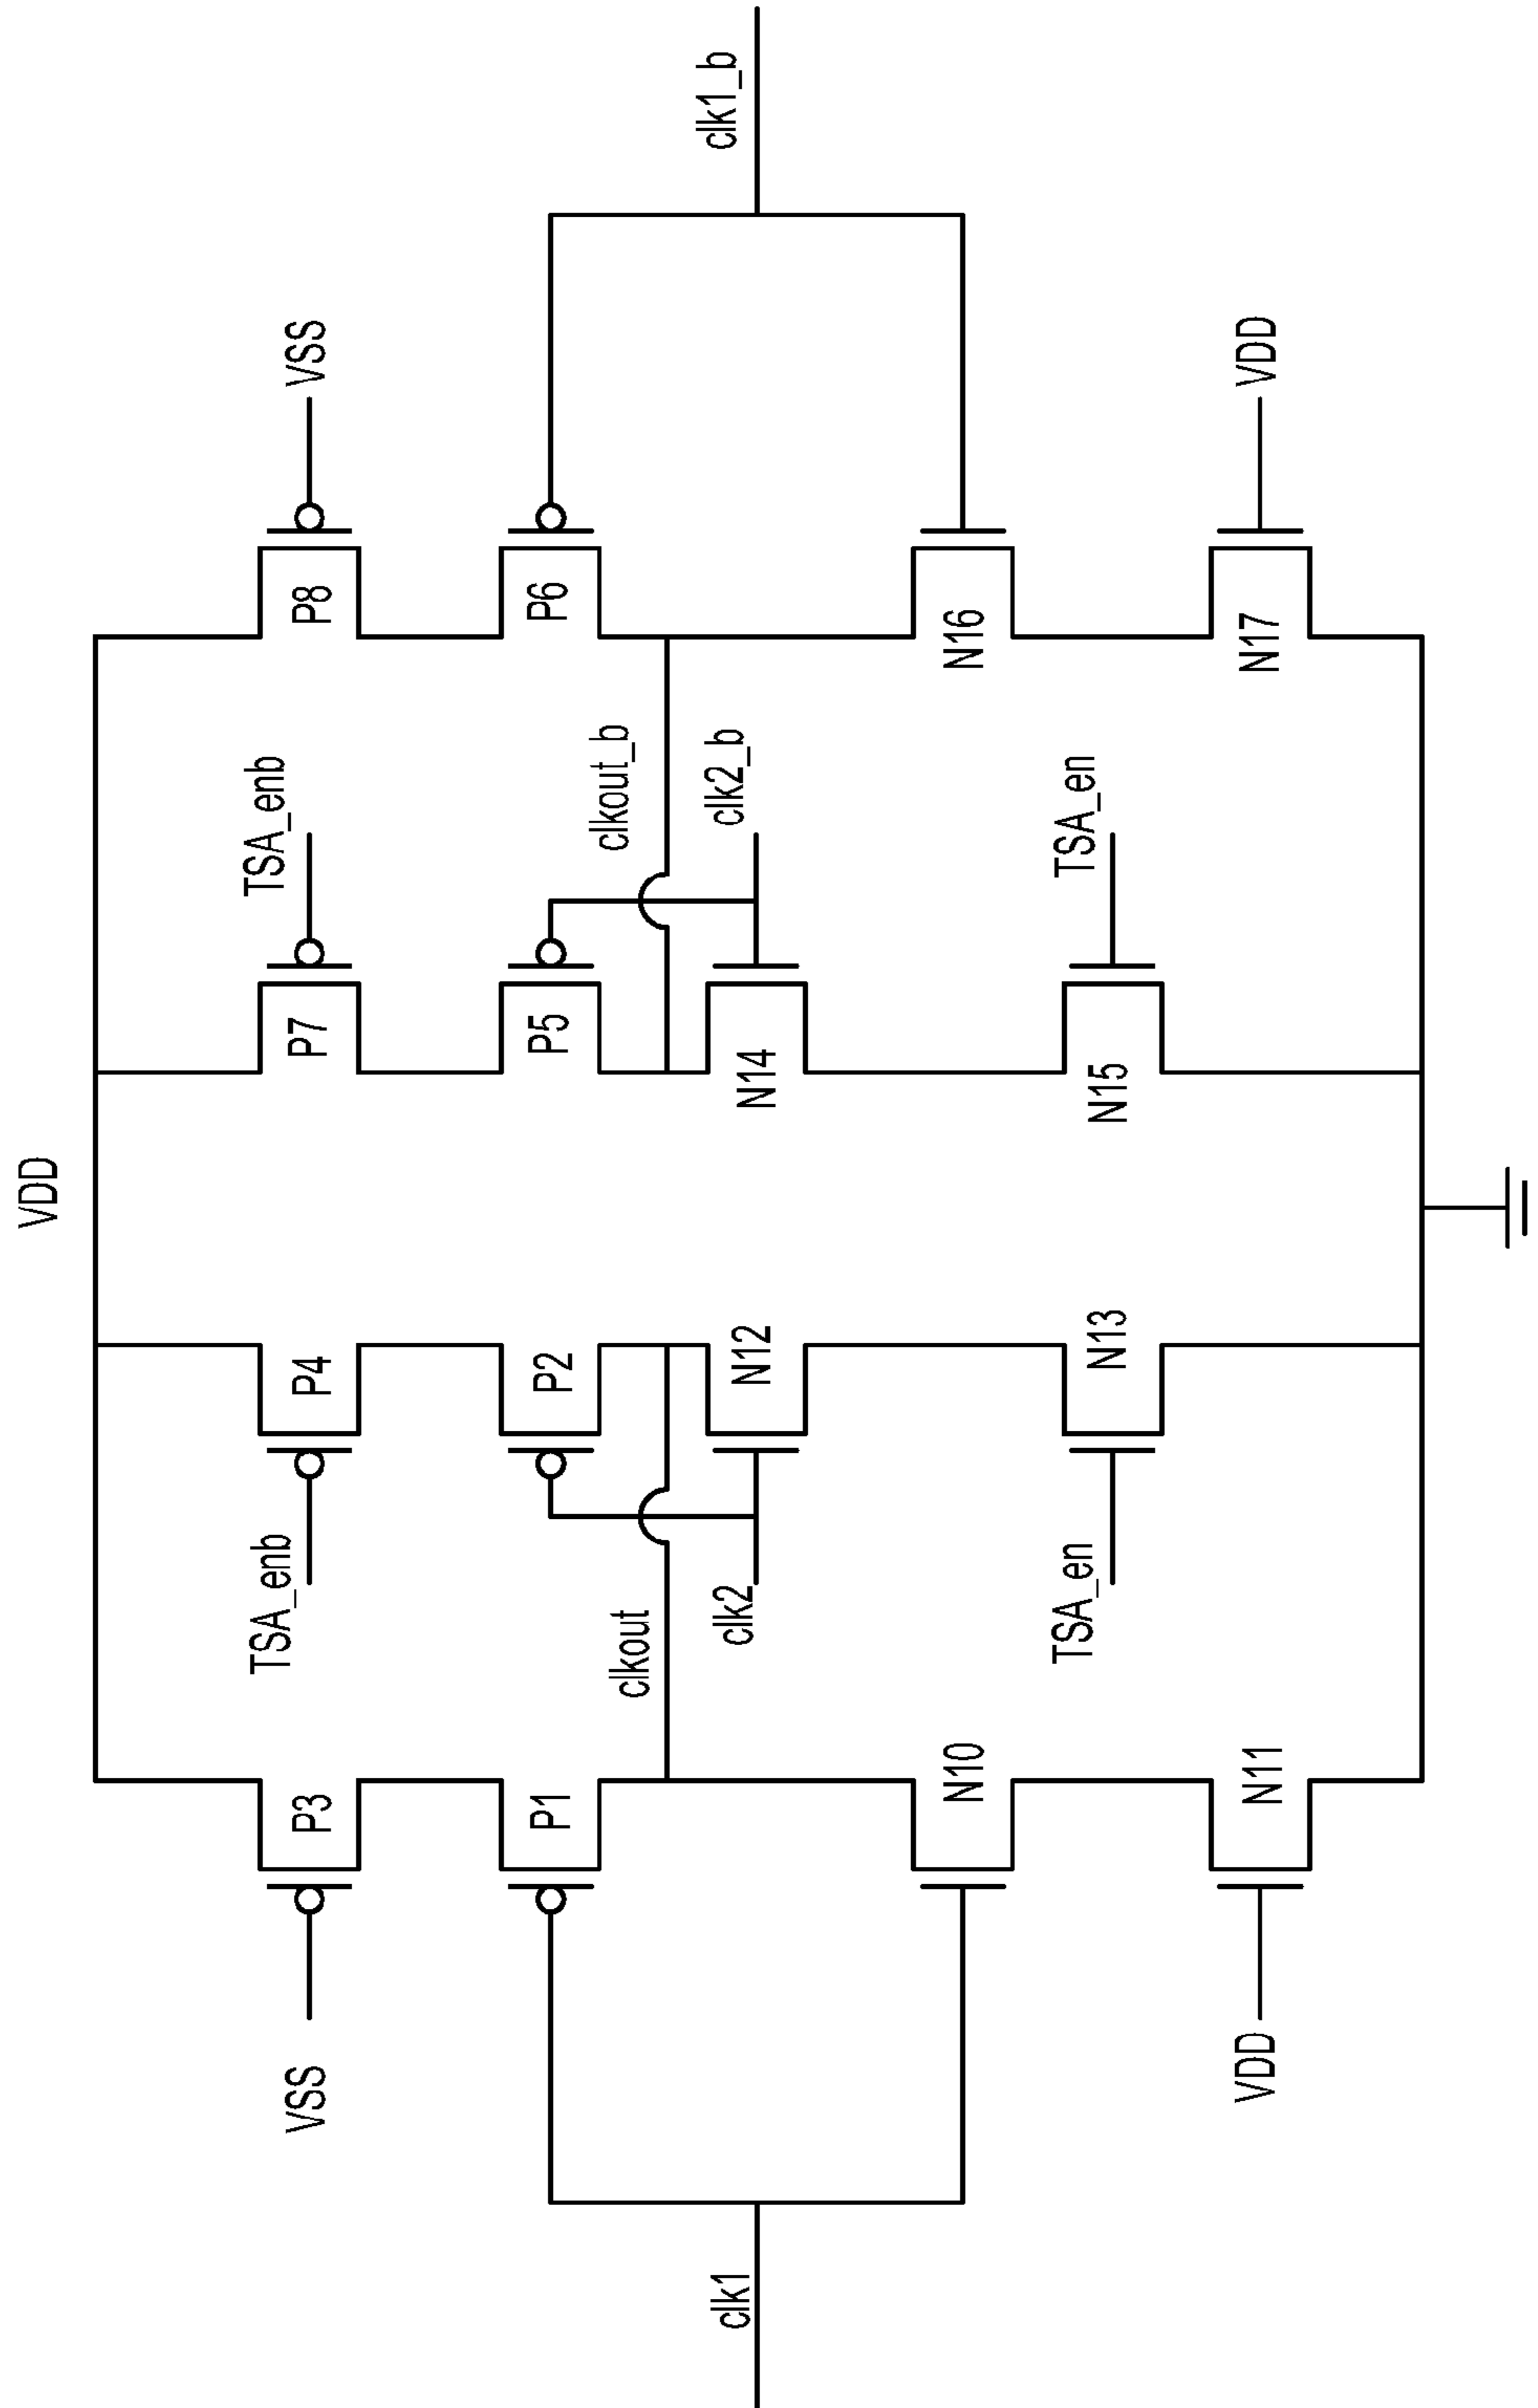 VDD
TSA_enb
TSA_enb
VSS
P3
P4
P7
P8
VSS
P1
P2
P5
P6
clkout
clkout_b
clk1
clk2
N12
N14
clk2_b
clk1_b
N10
N16
TSA_en
N13
N15
TSA_en
VDD
N11
N17
VDD